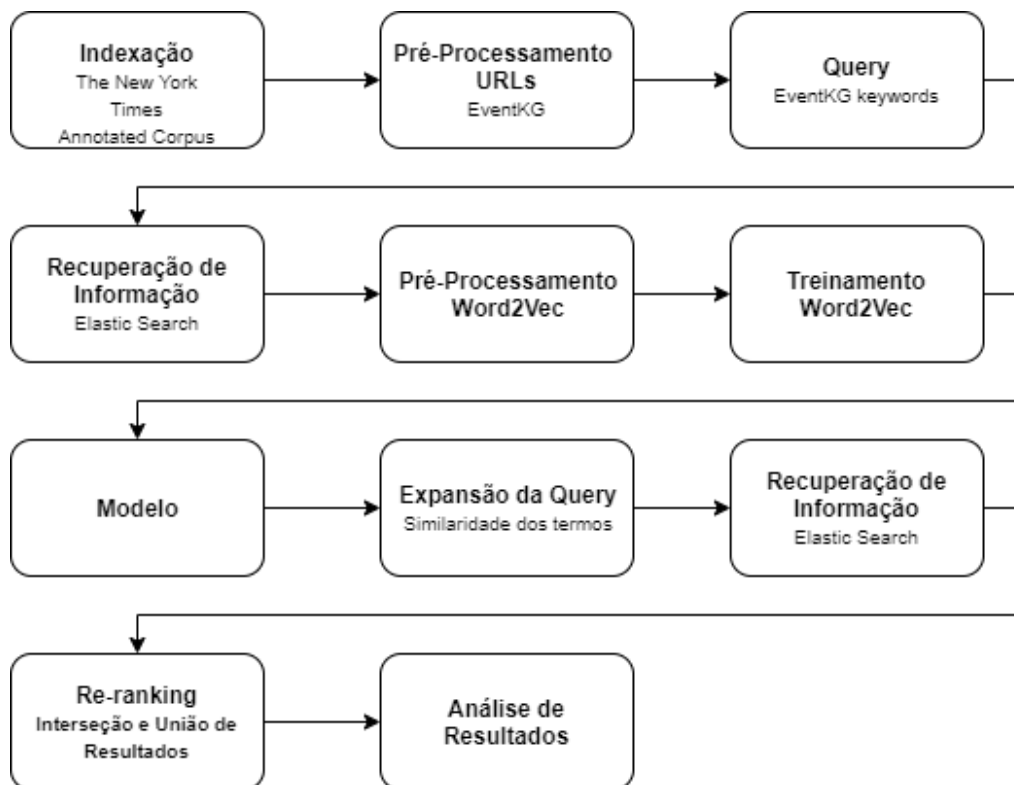 Indexação
The New York
Times
Annotated Corpus
Pré-Processamento
URLs
EventKG
Query
EventKG keywords
Recuperação de
Informação
Elastic Search
Pré-Processamento
Word2Vec
Treinamento
Word2Vec
Modelo
Expansão da Query
Similaridade dos termos
Recuperação de
Informação
Elastic Search
Re-ranking
Interseção e União de
Resultados
Análise de
Resultados